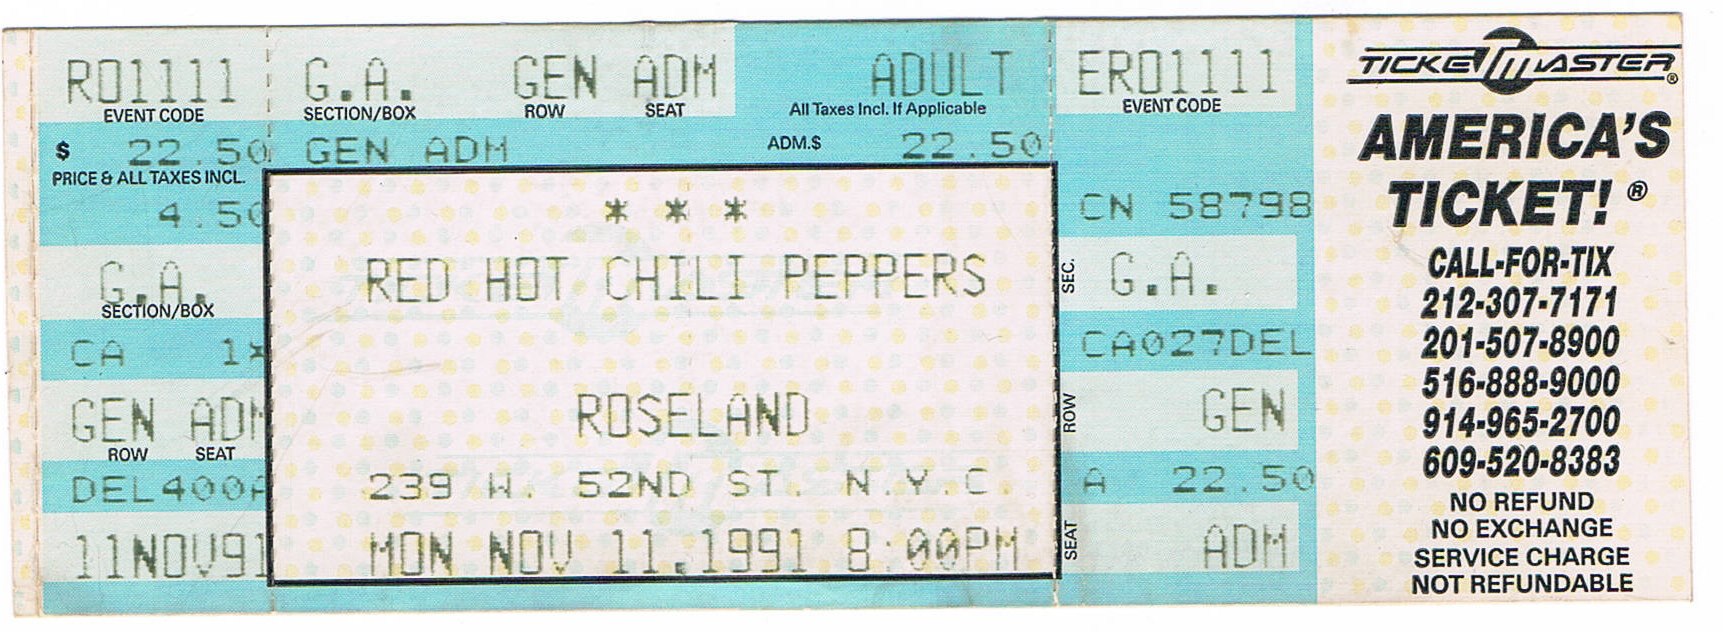 R01111
EVENT CODE
$ 22.50
PRICE & ALL TAXES INCL.
4.50
G.A.
SECTION/BOX
CA 1*
GEN ADM
ROW SEAT
DEL400A
11NOV91
G.A. GEN ADM ADULT
SECTION/BOX ROW SEAT All Taxes Incl. If Applicable
GEN ADM ADM.$ 22.50
* * *
RED HOT CHILI PEPPERS
ROSELAND
239 W. 52ND ST. N.Y.C.
MON NOV 11,1991 8:00PM
ER01111
EVENT CODE
CN 58798
SEC. G.A.
CA027DEL
ROW GEN
A 22.50
SEAT ADM
TICKETMASTER®
AMERICA'S
TICKET!®
CALL-FOR-TIX
212-307-7171
201-507-8900
516-888-9000
914-965-2700
609-520-8383
NO REFUND
NO EXCHANGE
SERVICE CHARGE
NOT REFUNDABLE